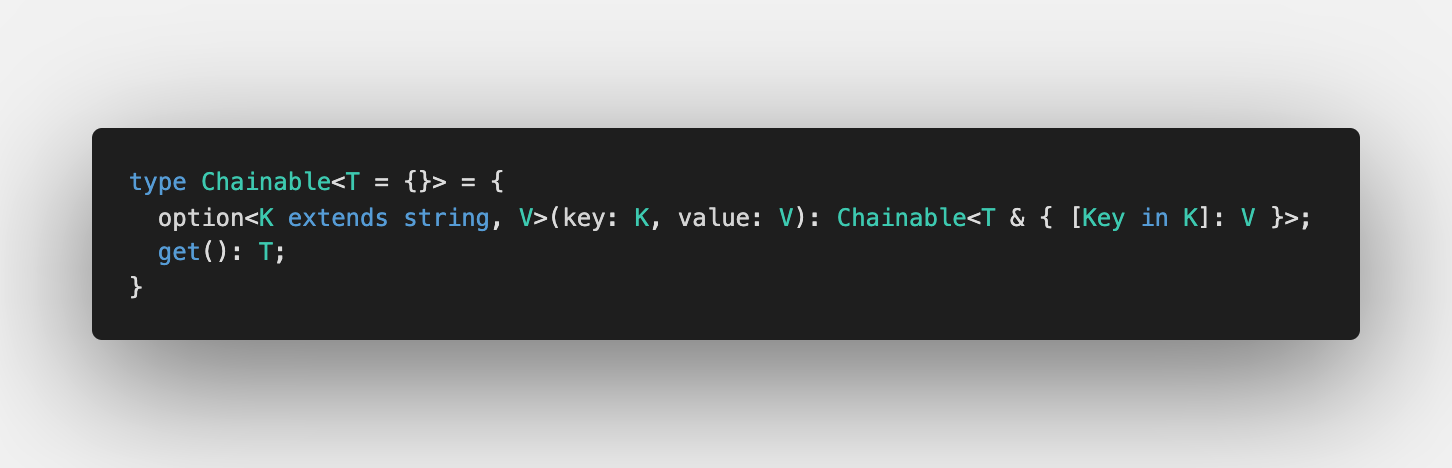 type Chainable<T = {}> = {
  option<K extends string, V>(key: K, value: V): Chainable<T & { [Key in K]: V }>;
  get(): T;
}